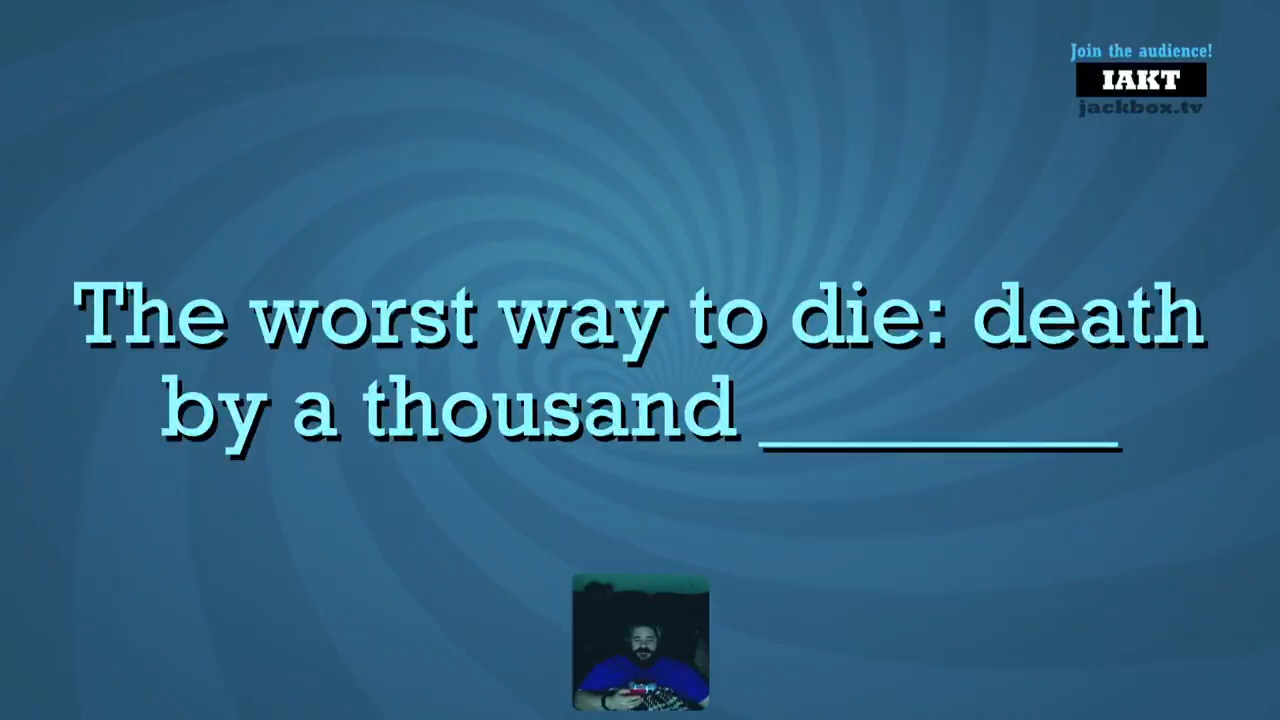 Join the audience!
IAKT
jackbox.tv
The worst way to die: death
by a thousand ________